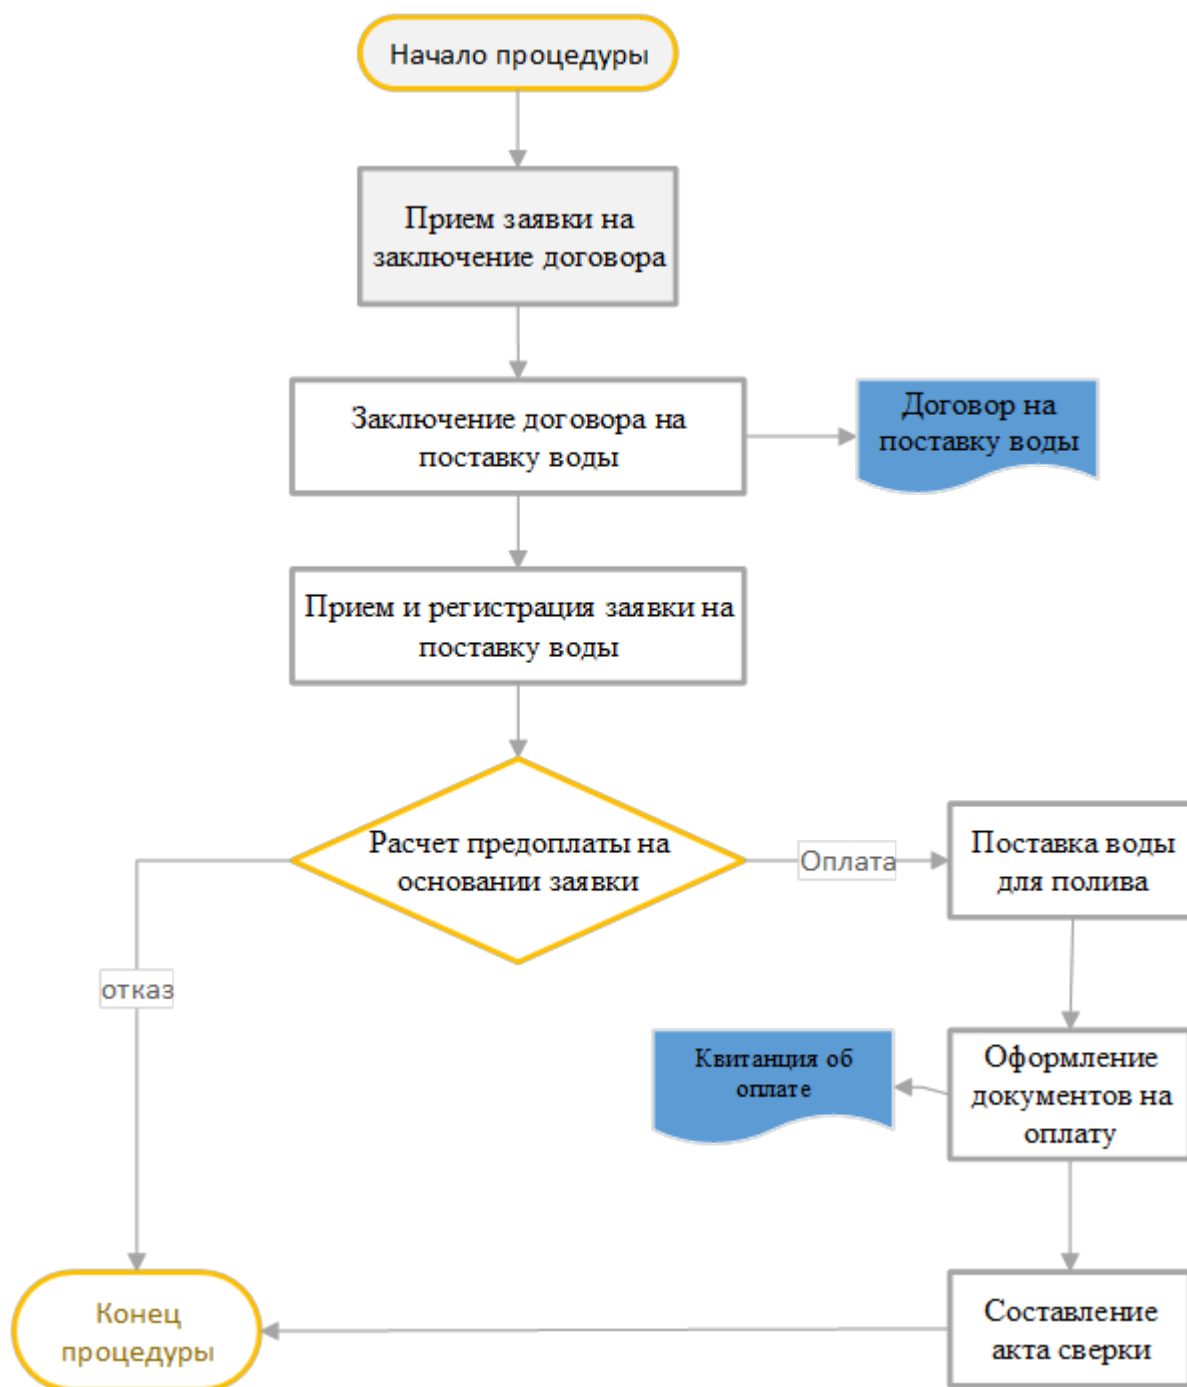 Начало процедуры
Прием заявки на
заключение договора
Заключение договора на
поставку воды
Договор на
поставку воды
Прием и регистрация заявки на
поставку воды
Расчет предоплаты на
основании заявки
Оплата
Поставка воды
для полива
отказ
Квитанция об
оплате
Оформление
документов на
оплату
Конец
процедуры
Составление
акта сверки